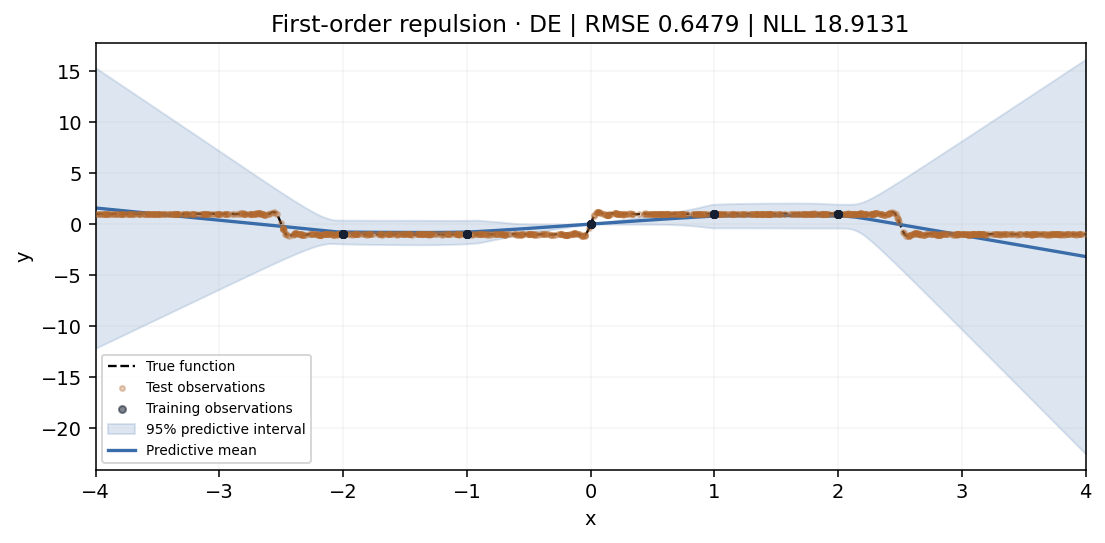 First-order repulsion · DE | RMSE 0.6479 | NLL 18.9131
15
10
5
0
−5
−10
−15
−20
y
True function
Test observations
Training observations
95% predictive interval
Predictive mean
−4 −3 −2 −1 0 1 2 3 4
x